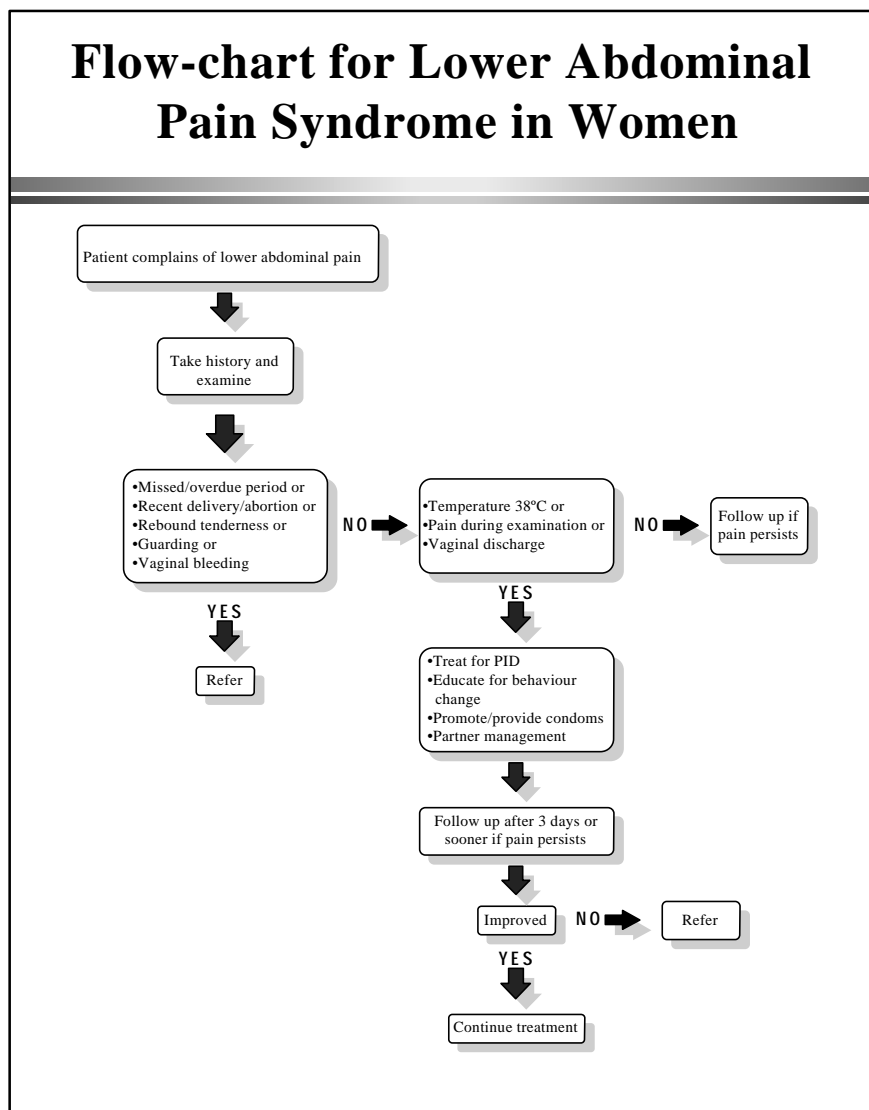 Flow-chart for Lower Abdominal
Pain Syndrome in Women
Patient complains of lower abdominal pain
Take history and
examine
•Missed/overdue period or
•Recent delivery/abortion or
•Rebound tenderness or
•Guarding or
•Vaginal bleeding
NO
•Temperature 38ºC or
•Pain during examination or
•Vaginal discharge
NO
Follow up if
pain persists
YES
Refer
YES
•Treat for PID
•Educate for behaviour
change
•Promote/provide condoms
•Partner management
Follow up after 3 days or
sooner if pain persists
Improved
NO
Refer
YES
Continue treatment